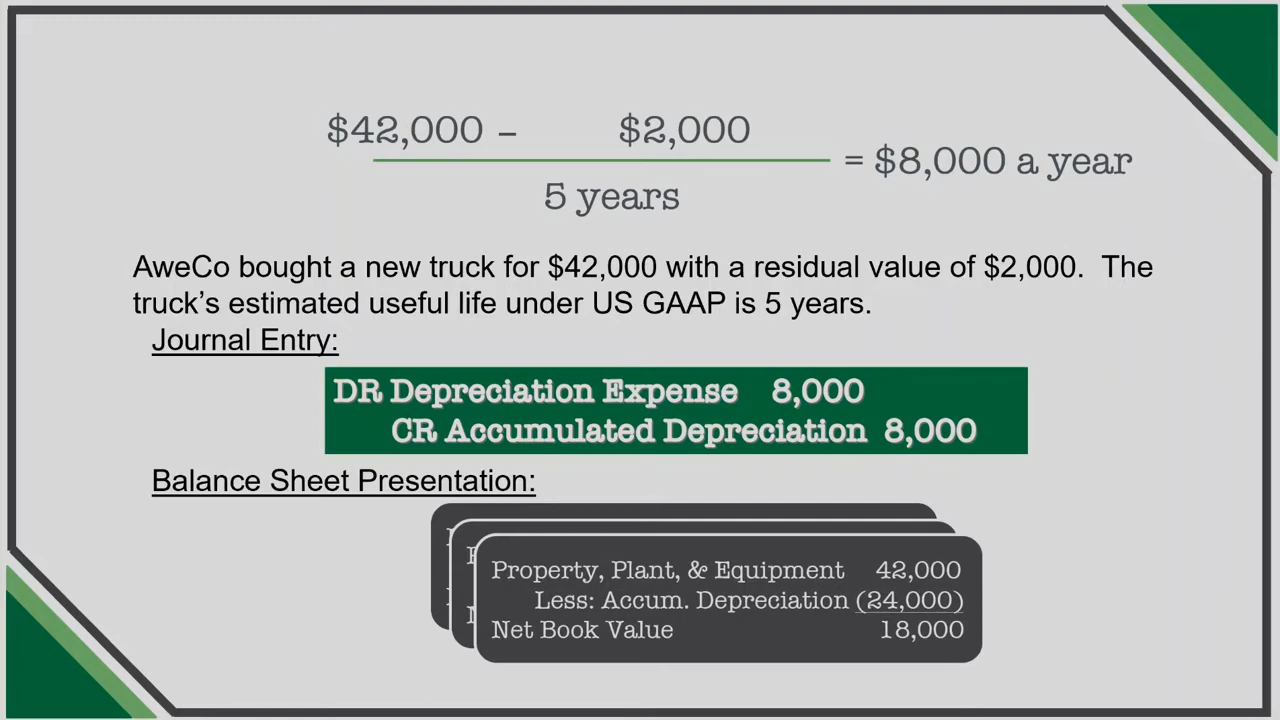 $42,000 – $2,000
5 years
= $8,000 a year
AweCo bought a new truck for $42,000 with a residual value of $2,000. The
truck’s estimated useful life under US GAAP is 5 years.
Journal Entry:
DR Depreciation Expense 8,000
CR Accumulated Depreciation 8,000
Balance Sheet Presentation:
Property, Plant, & Equipment 42,000
Less: Accum. Depreciation (24,000)
Net Book Value 18,000